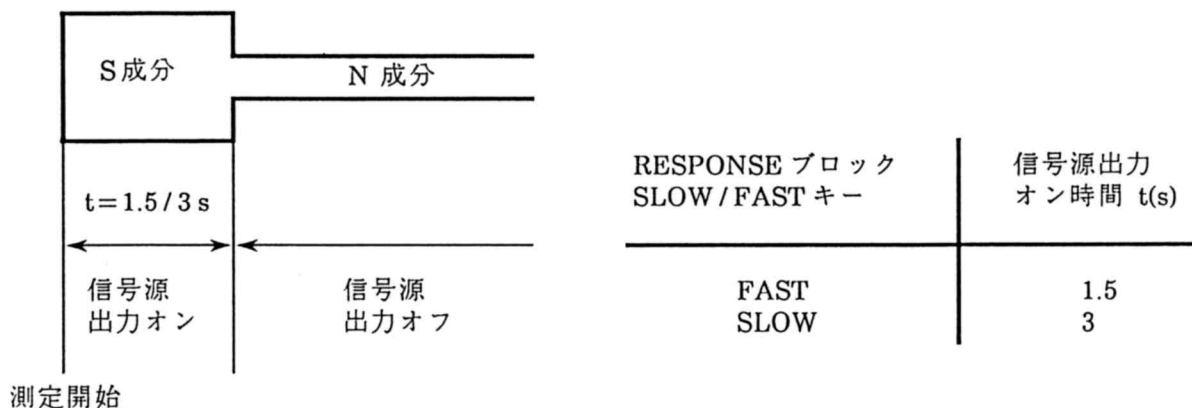 S成分
N 成分
t=1.5/3 s
信号源
出力オン
信号源
出力オフ
測定開始
RESPONSE ブロック
SLOW/FAST キー
信号源出力
オン時間 t(s)
FAST
1.5
SLOW
3